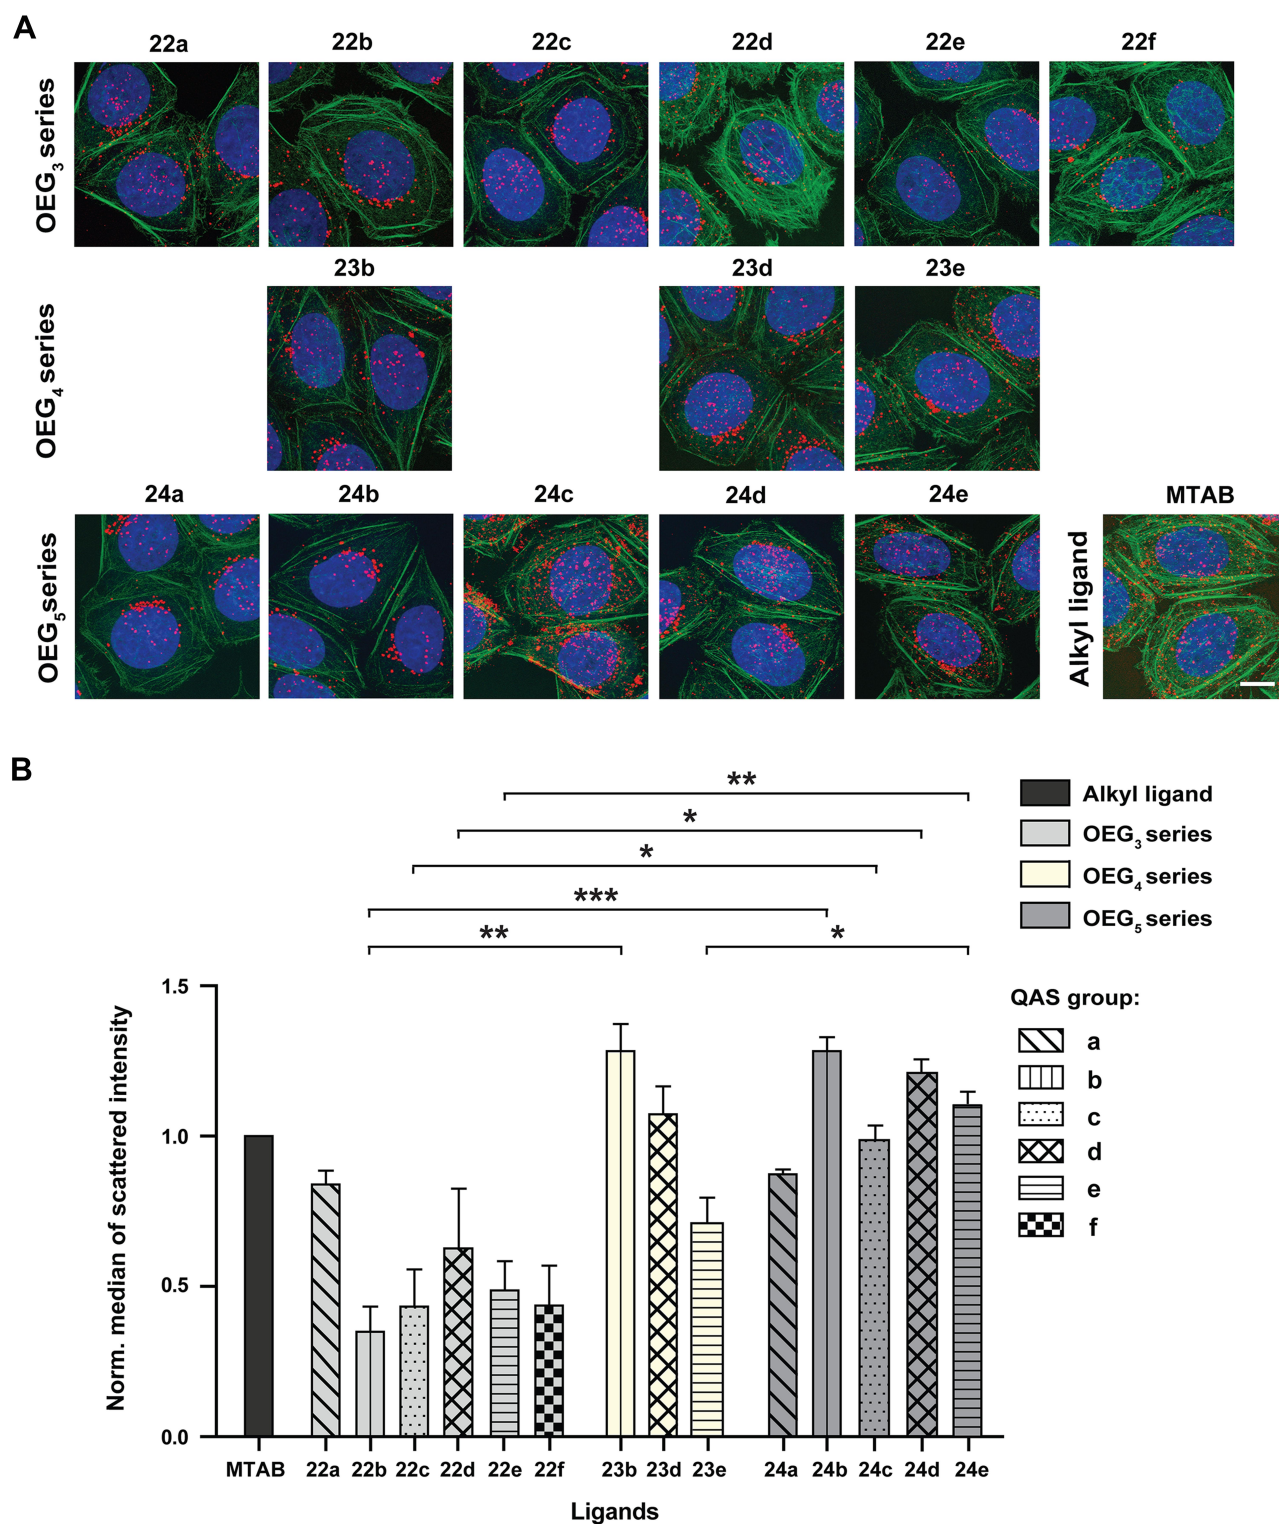 A
22a 22b 22c 22d 22e 22f
OEG3 series
23b 23d 23e
OEG4 series
24a 24b 24c 24d 24e MTAB
OEG5 series
Alkyl ligand
B
**
*
*
***
**
*
Alkyl ligand
OEG3 series
OEG4 series
OEG5 series
QAS group:
a
b
c
d
e
f
Norm. median of scattered intensity
1.5
1.0
0.5
0.0
MTAB 22a 22b 22c 22d 22e 22f 23b 23d 23e 24a 24b 24c 24d 24e
Ligands